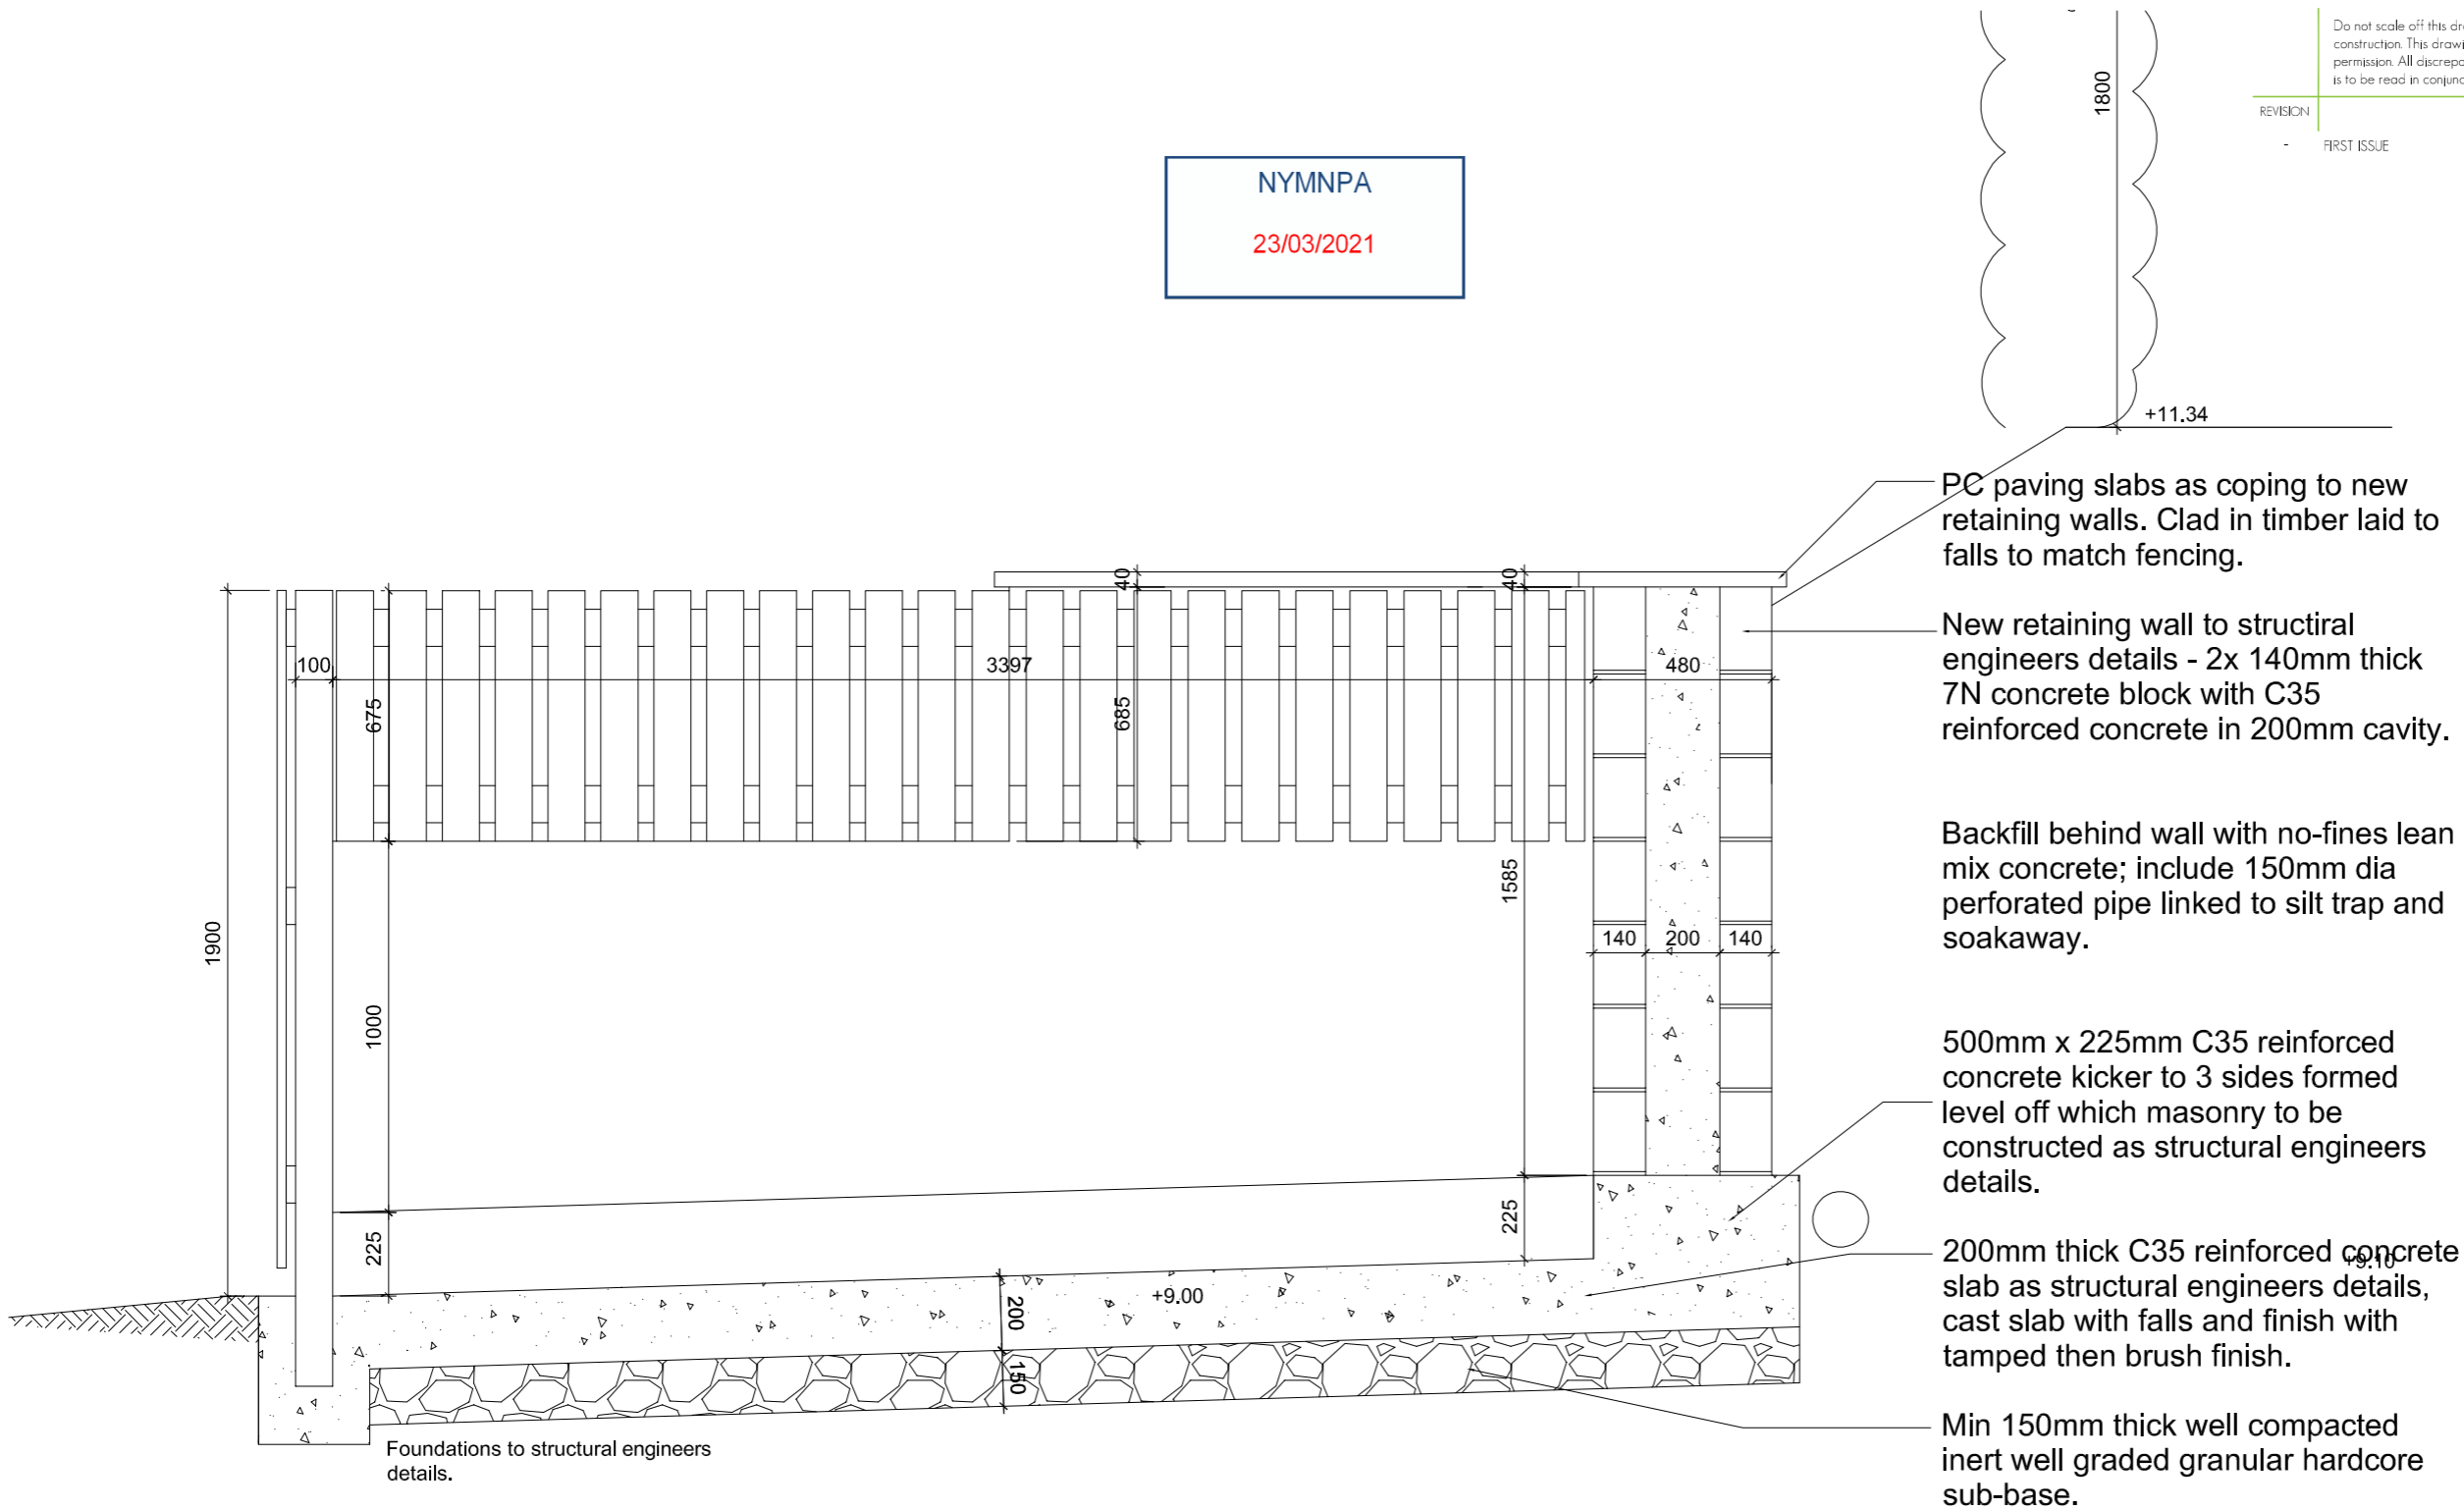 Do not scale off this
construction. This
permission. All
is to be read in
REVISION
- FIRST ISSUE
NYMNPA
23/03/2021
1800
+11.34
PC paving slabs as coping to new
retaining walls. Clad in timber laid to
falls to match fencing.
New retaining wall to structiral
engineers details - 2x 140mm thick
7N concrete block with C35
reinforced concrete in 200mm cavity.
Backfill behind wall with no-fines lean
mix concrete; include 150mm dia
perforated pipe linked to silt trap and
soakaway.
500mm x 225mm C35 reinforced
concrete kicker to 3 sides formed
level off which masonry to be
constructed as structural engineers
details.
200mm thick C35 reinforced concrete
slab as structural engineers details,
cast slab with falls and finish with
tamped then brush finish.
+9.10
Min 150mm thick well compacted
inert well graded granular hardcore
sub-base.
40
40
100
3397
480
675
685
1585
1900
140 200 140
1000
225
225
+9.00
200
150
Foundations to structural engineers
details.